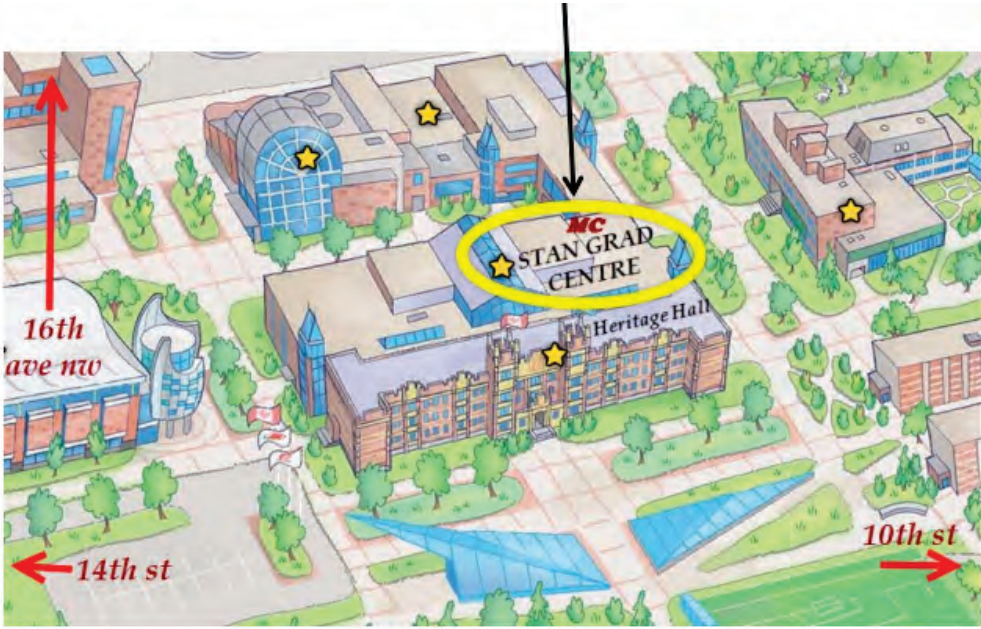 MC
STAN GRAD
CENTRE
Heritage Hall
16th
ave nw
10th st
14th st